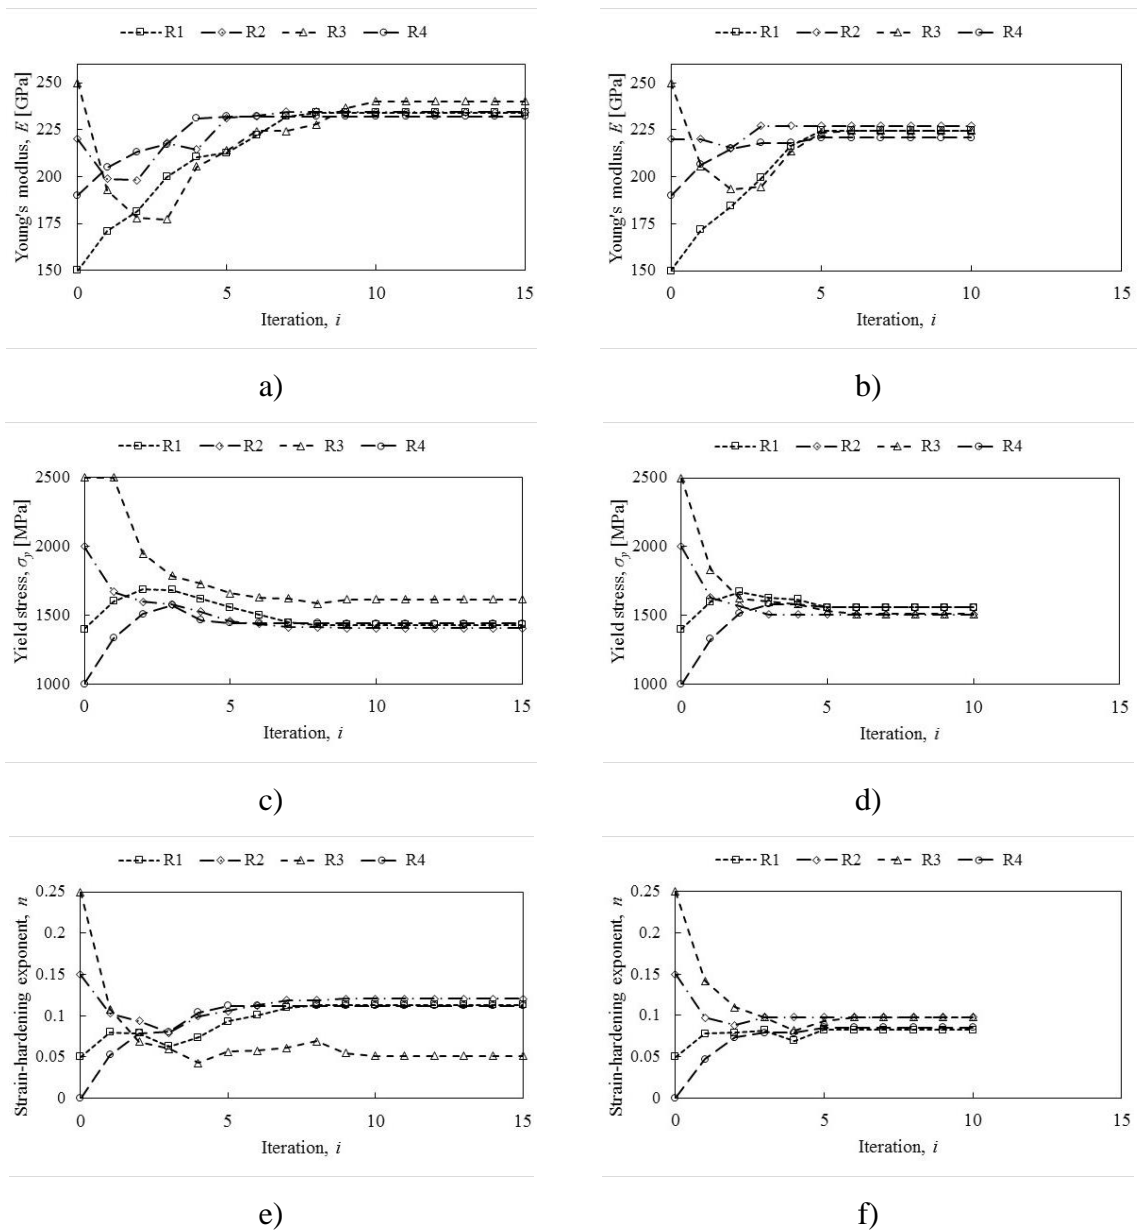 R1 R2 R3 R4
250
225
200
175
150
Young's modlus, E [GPa]
0 5 10 15
Iteration, i
a)
R1 R2 R3 R4
250
225
200
175
150
Young's modlus, E [GPa]
0 5 10 15
Iteration, i
b)
R1 R2 R3 R4
2500
2000
1500
1000
Yield stress, σy [MPa]
0 5 10 15
Iteration, i
c)
R1 R2 R3 R4
2500
2000
1500
1000
Yield stress, σy [MPa]
0 5 10 15
Iteration, i
d)
R1 R2 R3 R4
0.25
0.2
0.15
0.1
0.05
0
Strain-hardening exponent, n
0 5 10 15
Iteration, i
e)
R1 R2 R3 R4
0.25
0.2
0.15
0.1
0.05
0
Strain-hardening exponent, n
0 5 10 15
Iteration, i
f)